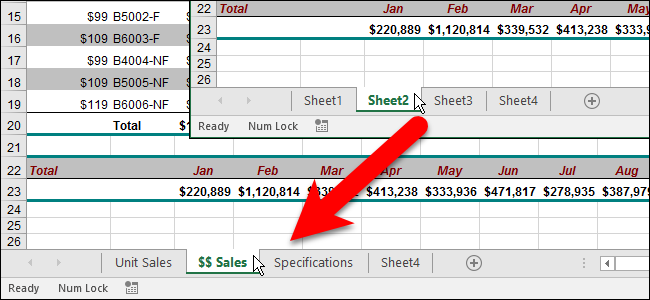 15 $99 B5002-F
16 $109 B6003-F
17 $99 B4004-NF
18 $109 B5005-NF
19 $119 B6006-NF
20 Total $1
21
22 Total Jan Feb Mar Apr May Jun Jul Aug
23 $220,889 $1,120,814 $413,238 $333,936 $471,817 $278,935 $387,979
24
25
26
Unit Sales $$ Sales Specifications Sheet4
Ready Num Lock
22 Total Jan Feb Mar Apr May
23 $220,889 $1,120,814 $339,532 $413,238 $333,9
24
25
26
Sheet1 Sheet2 Sheet3 Sheet4
Ready Num Lock